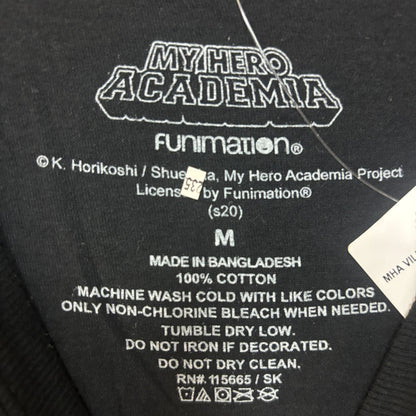 MY HERO
ACADEMIA
FUNIMATION®
© K. Horikoshi / Shue a, My Hero Academia Project
Licens by Funimation®
(s20)
M
MADE IN BANGLADESH
100% COTTON
MACHINE WASH COLD WITH LIKE COLORS
ONLY NON-CHLORINE BLEACH WHEN NEEDED.
TUMBLE DRY LOW.
DO NOT IRON IF DECORATED.
DO NOT DRY CLEAN.
RN#. 115665 / SK
MHA VIL